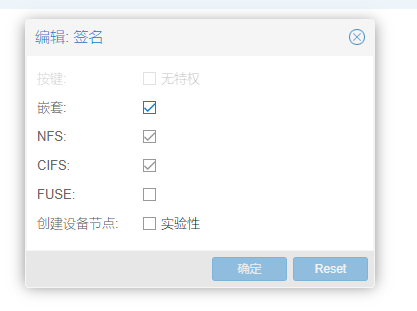 编辑: 签名
按键: 无特权
嵌套:
NFS:
CIFS:
FUSE:
创建设备节点: 实验性
确定 Reset